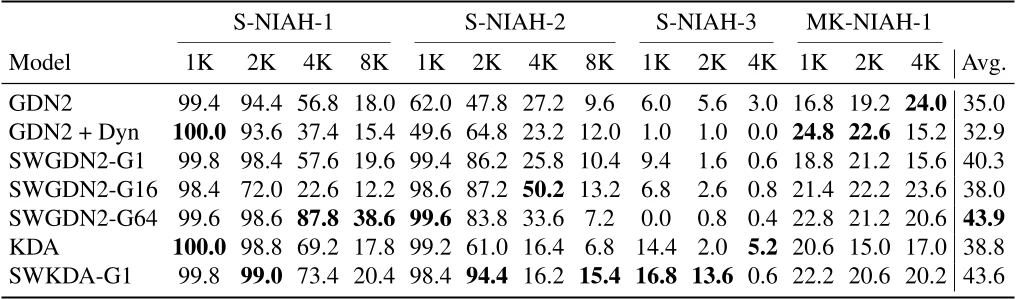 S-NIAH-1 S-NIAH-2 S-NIAH-3 MK-NIAH-1
Model 1K 2K 4K 8K 1K 2K 4K 8K 1K 2K 4K 1K 2K 4K Avg.
GDN2 99.4 94.4 56.8 18.0 62.0 47.8 27.2 9.6 6.0 5.6 3.0 16.8 19.2 24.0 35.0
GDN2 + Dyn 100.0 93.6 37.4 15.4 49.6 64.8 23.2 12.0 1.0 1.0 0.0 24.8 22.6 15.2 32.9
SWGDN2-G1 99.8 98.4 57.6 19.6 99.4 86.2 25.8 10.4 9.4 1.6 0.6 18.8 21.2 15.6 40.3
SWGDN2-G16 98.4 72.0 22.6 12.2 98.6 87.2 50.2 13.2 6.8 2.6 0.8 21.4 22.2 23.6 38.0
SWGDN2-G64 99.6 98.6 87.8 38.6 99.6 83.8 33.6 7.2 0.0 0.8 0.4 22.8 21.2 20.6 43.9
KDA 100.0 98.8 69.2 17.8 99.2 61.0 16.4 6.8 14.4 2.0 5.2 20.6 15.0 17.0 38.8
SWKDA-G1 99.8 99.0 73.4 20.4 98.4 94.4 16.2 15.4 16.8 13.6 0.6 22.2 20.6 20.2 43.6